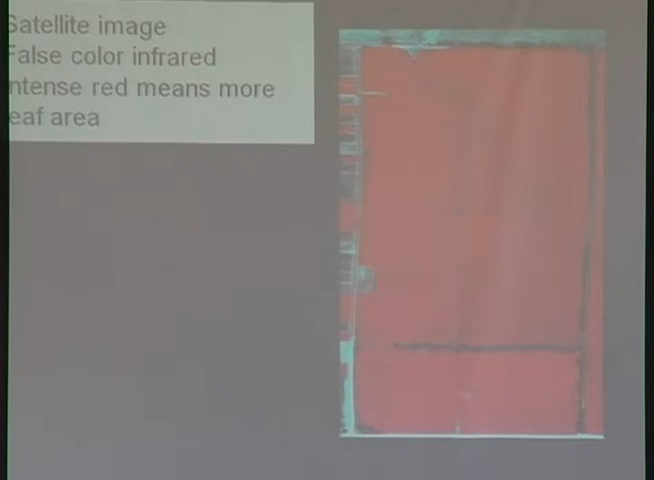 Satellite image
False color infrared
ntense red means more
eaf area